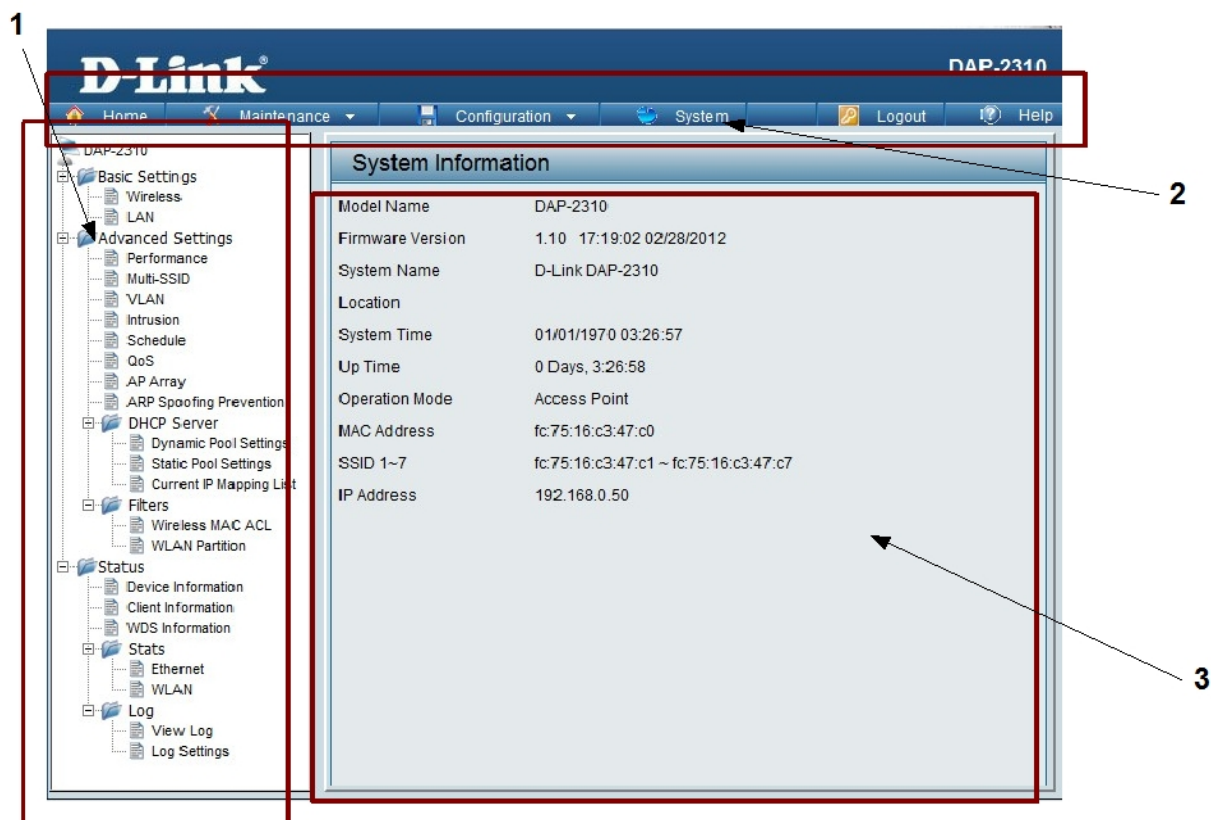 1
D-Link®
DAP-2310
Home Maintenance Configuration System Logout Help
DAP-2310
Basic Settings
Wireless
LAN
Advanced Settings
Performance
Multi-SSID
VLAN
Intrusion
Schedule
QoS
AP Array
ARP Spoofing Prevention
DHCP Server
Dynamic Pool Settings
Static Pool Settings
Current IP Mapping List
Filters
Wireless MAC ACL
WLAN Partition
Status
Device Information
Client Information
WDS Information
Stats
Ethernet
WLAN
Log
View Log
Log Settings
System Information
Model Name DAP-2310
Firmware Version 1.10 17:19:02 02/28/2012
System Name D-Link DAP-2310
Location
System Time 01/01/1970 03:26:57
Up Time 0 Days, 3:26:58
Operation Mode Access Point
MAC Address fc:75:16:c3:47:c0
SSID 1~7 fc:75:16:c3:47:c1 ~ fc:75:16:c3:47:c7
IP Address 192.168.0.50
2
3